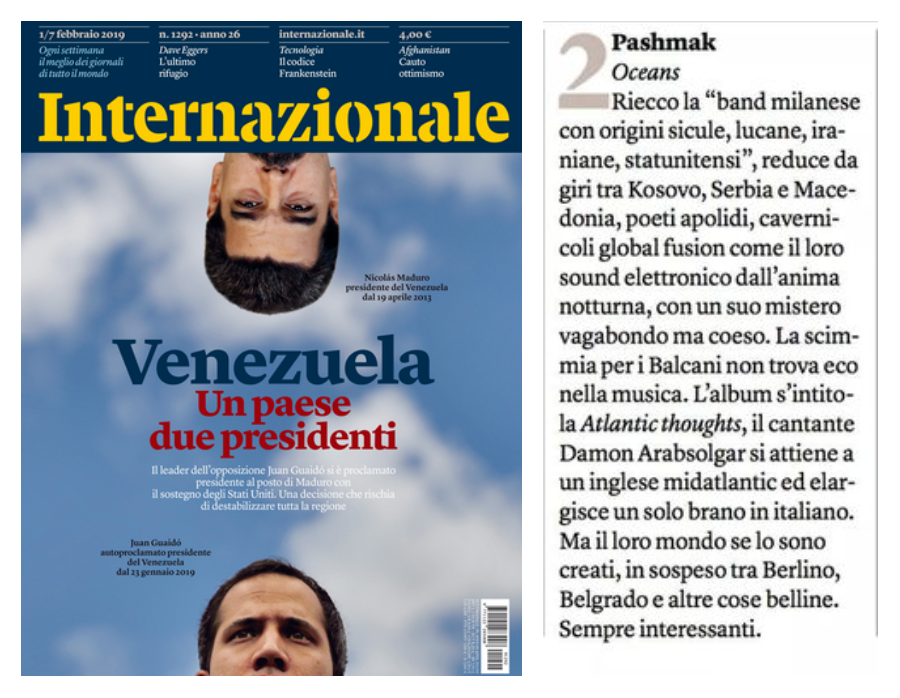 1/7 febbraio 2019
n. 1292 • anno 26
internazionale.it
4,00 €
Ogni settimana
il meglio dei giornali
di tutto il mondo
Dave Eggers
L'ultimo
rifugio
Tecnologia
Il codice
Frankenstein
Afghanistan
Cauto
ottimismo
Internazionale
Nicolás Maduro
presidente del Venezuela
dal 19 aprile 2013
Venezuela
Un paese
due presidenti
Il leader dell'opposizione Juan Guaidó si è proclamato
presidente al posto di Maduro con
il sostegno degli Stati Uniti. Una decisione che rischia
di destabilizzare tutta la regione
Juan Guaidó
autoproclamato presidente
del Venezuela
dal 23 gennaio 2019
2
Pashmak
Oceans
Riecco la “band milanese
con origini sicule, lucane, ira-
niane, statunitensi”, reduce da
giri tra Kosovo, Serbia e Mace-
donia, poeti apolidi, caverni-
coli global fusion come il loro
sound elettronico dall'anima
notturna, con un suo mistero
vagabondo ma coeso. La scim-
mia per i Balcani non trova eco
nella musica. L'album s'intito-
la Atlantic thoughts, il cantante
Damon Arabsolgar si attiene a
un inglese midatlantic ed elar-
gisce un solo brano in italiano.
Ma il loro mondo se lo sono
creati, in sospeso tra Berlino,
Belgrado e altre cose belline.
Sempre interessanti.